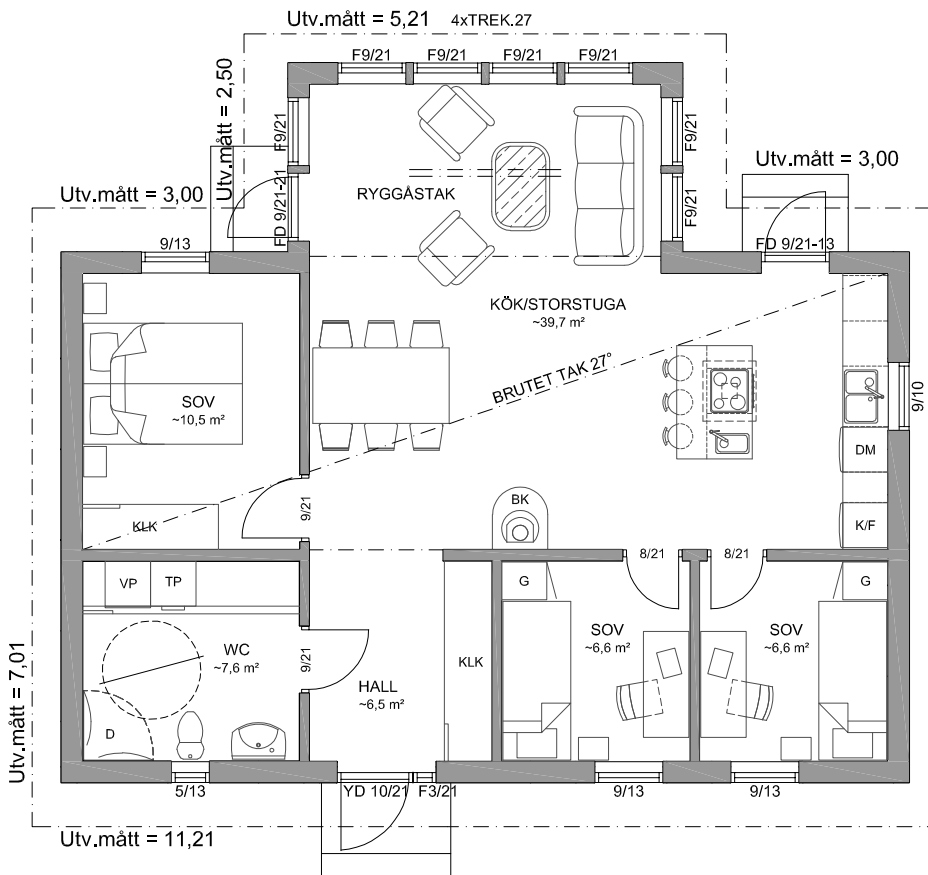 Utv.mått = 5,21 4xTREK.27
F9/21 F9/21 F9/21 F9/21
Utv.mått = 2,50
F9/21
F9/21
Utv.mått = 3,00
Utv.mått = 3,00
RYGGÅSTAK
FD 9/21-21
F9/21
9/13
FD 9/21-13
KÖK/STORSTUGA
~39,7 m²
BRUTET TAK 27°
SOV
~10,5 m²
9/10
DM
KLK
9/21
BK
K/F
8/21
8/21
VP
TP
G
G
WC
~7,6 m²
9/21
HALL
~6,5 m²
KLK
SOV
~6,6 m²
SOV
~6,6 m²
D
Utv.mått = 7,01
5/13
YD 10/21
F3/21
9/13
9/13
Utv.mått = 11,21